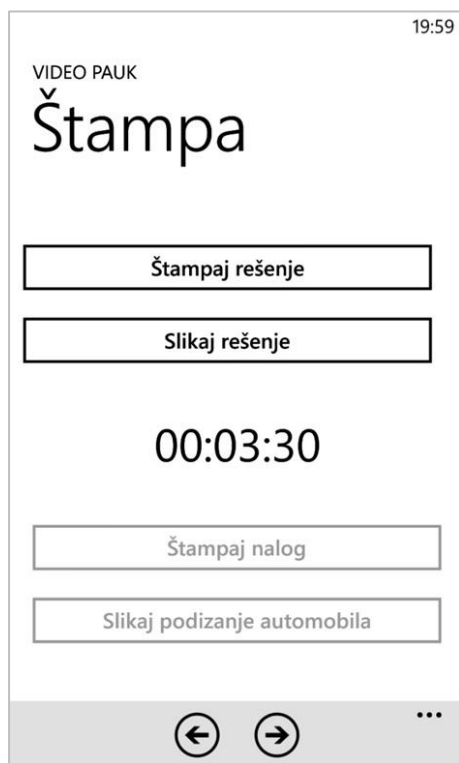 19:59
VIDEO PAUK
Štampa
Štampaj rešenje
Slikaj rešenje
00:03:30
Štampaj nalog
Slikaj podizanje automobila